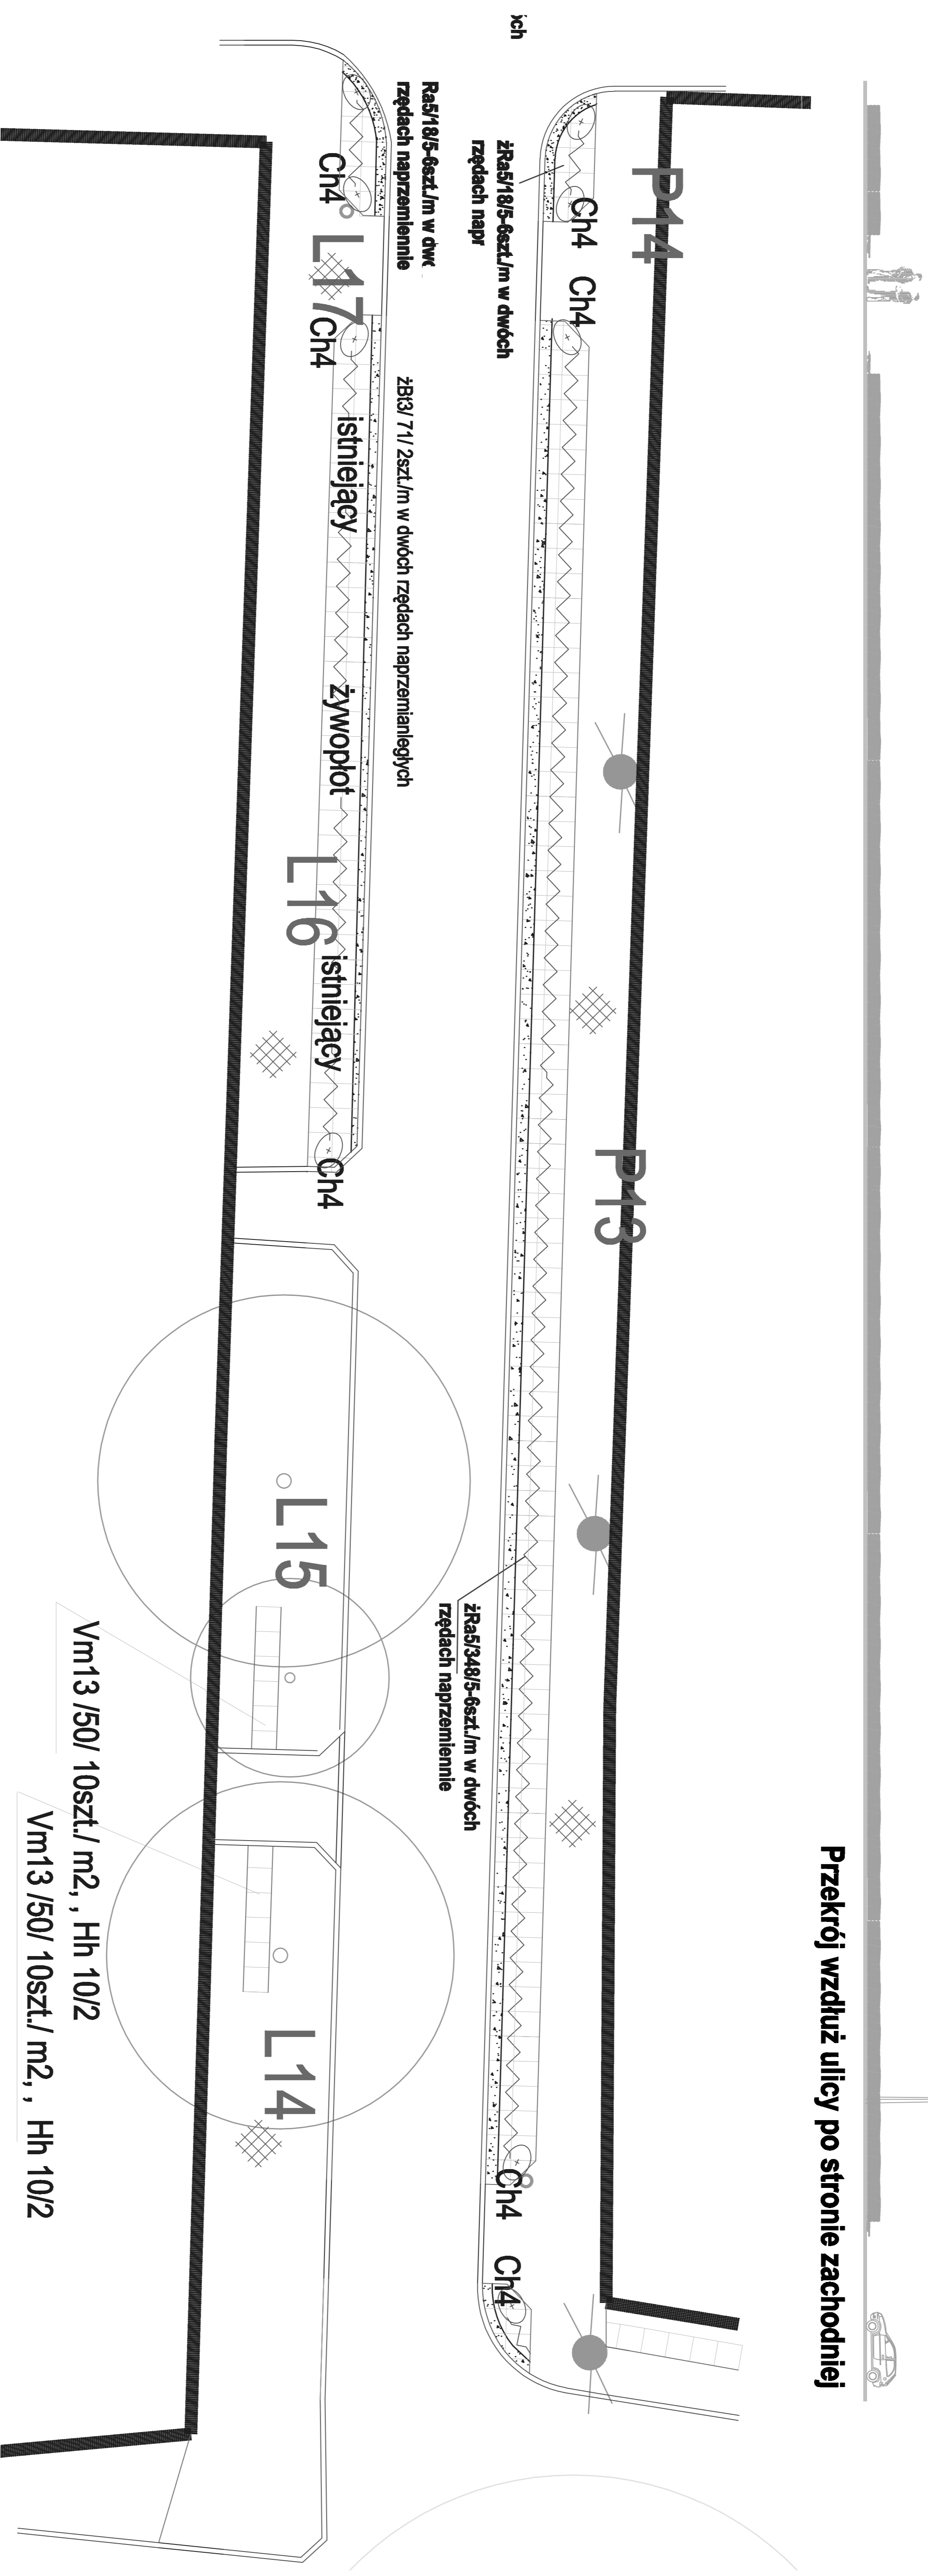 ch
Ra5/18/5-6szt./m w dwó
rzędach naprzemiennie
żRa5/18/5-6szt./m w dwóch
rzędach napr
P14
Ch4
Ch4
Ch4
L17
Ch4
żBt3/ 71/ 2szt./m w dwóch rzędach naprzemianległych
istniejący
żywopłot
L16
istniejący
Ch4
P13
L15
żRa5/348/5-6szt./m w dwóch
rzędach naprzemiennie
Vm13 /50/ 10szt./ m2, , Hh 10/2
Vm13 /50/ 10szt./ m2, , Hh 10/2
L14
Ch4
Ch4
Przekrój wzdłuż ulicy po stronie zachodniej